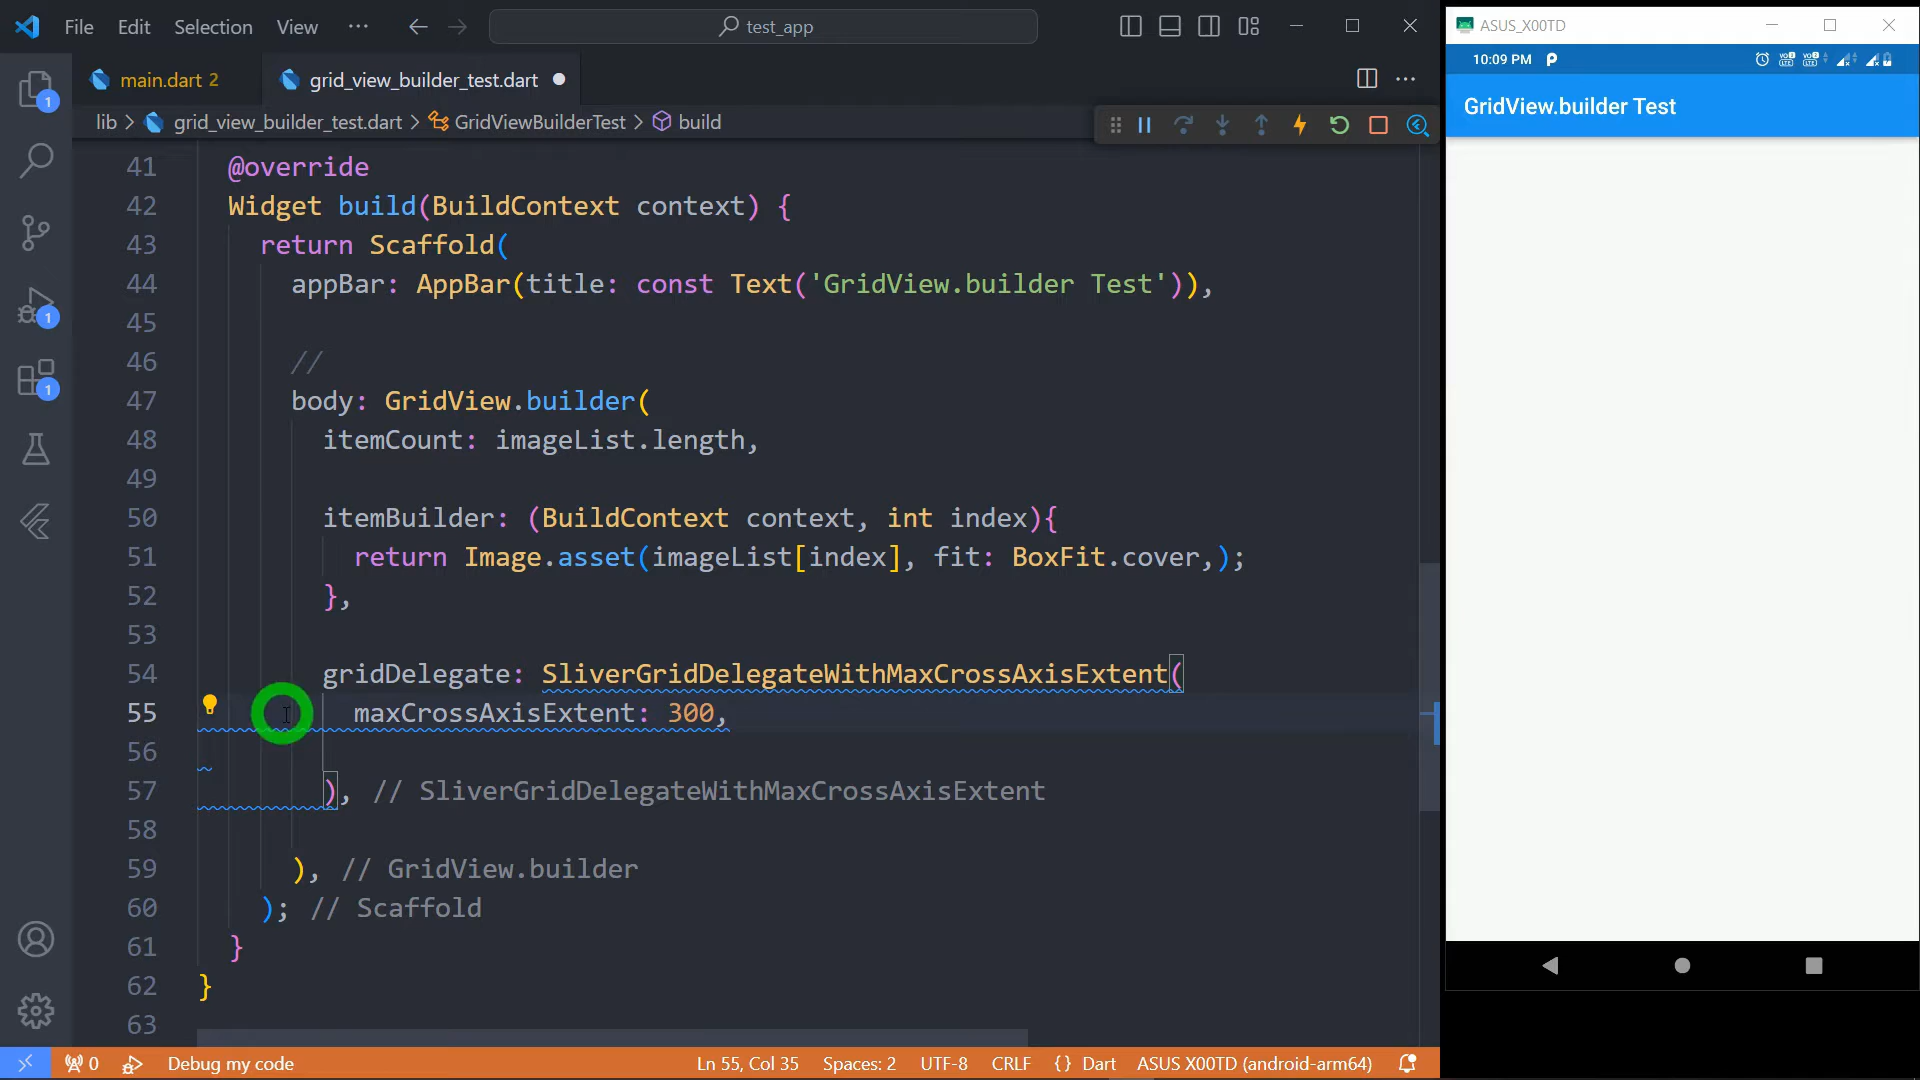 File Edit Selection View ··· test_app
main.dart 2 grid_view_builder_test.dart
lib > grid_view_builder_test.dart > GridViewBuilderTest > build
41 @override
42 Widget build(BuildContext context) {
43 return Scaffold(
44 appBar: AppBar(title: const Text('GridView.builder Test')),
45
46 //
47 body: GridView.builder(
48 itemCount: imageList.length,
49
50 itemBuilder: (BuildContext context, int index){
51 return Image.asset(imageList[index], fit: BoxFit.cover,);
52 },
53
54 gridDelegate: SliverGridDelegateWithMaxCrossAxisExtent(
55 maxCrossAxisExtent: 300,
56
57 ), // SliverGridDelegateWithMaxCrossAxisExtent
58
59 ), // GridView.builder
60 ); // Scaffold
61 }
62 }
63
1
1
1
0 Debug my code Ln 55, Col 35 Spaces: 2 UTF-8 CRLF {} Dart ASUS X00TD (android-arm64)
ASUS_X00TD
10:09 PM
GridView.builder Test